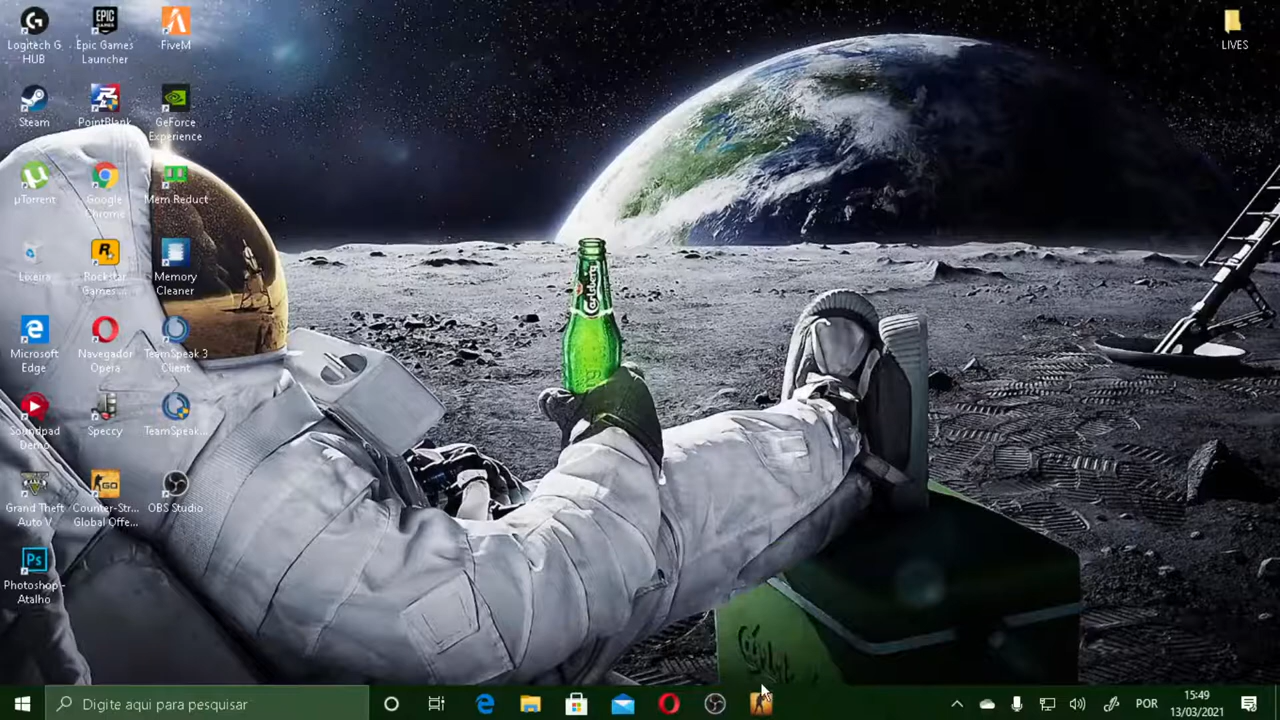 Logitech G
HUB
Epic Games
Launcher
FiveM
LIVES
Steam
PointBlank
GeForce
Experience
µTorrent
Google
Chrome
Mem Reduct
Lixeira
Rockstar
Games...
Memory
Cleaner
Microsoft
Edge
Navegador
Opera
TeamSpeak 3
Client
Soundpad
Demo
Speccy
TeamSpeak...
Grand Theft
Auto V
Counter-Str...
Global Offe...
OBS Studio
Photoshop -
Atalho
Carlsberg
Digite aqui para pesquisar
POR
15:49
13/03/2021